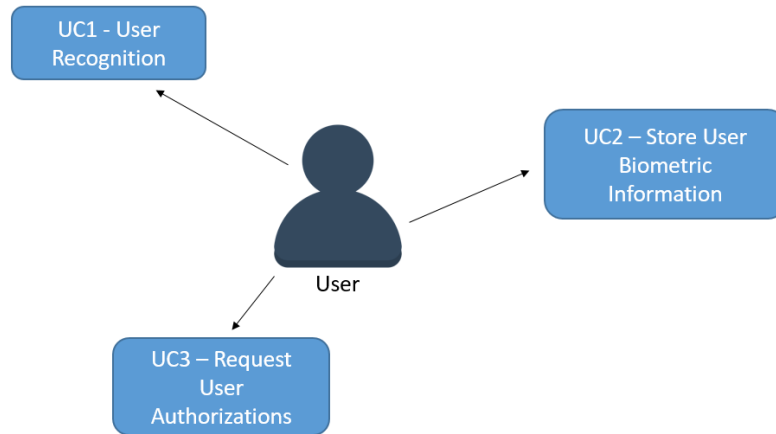 UC1 - User
Recognition
UC2 – Store User
Biometric
Information
User
UC3 – Request
User
Authorizations